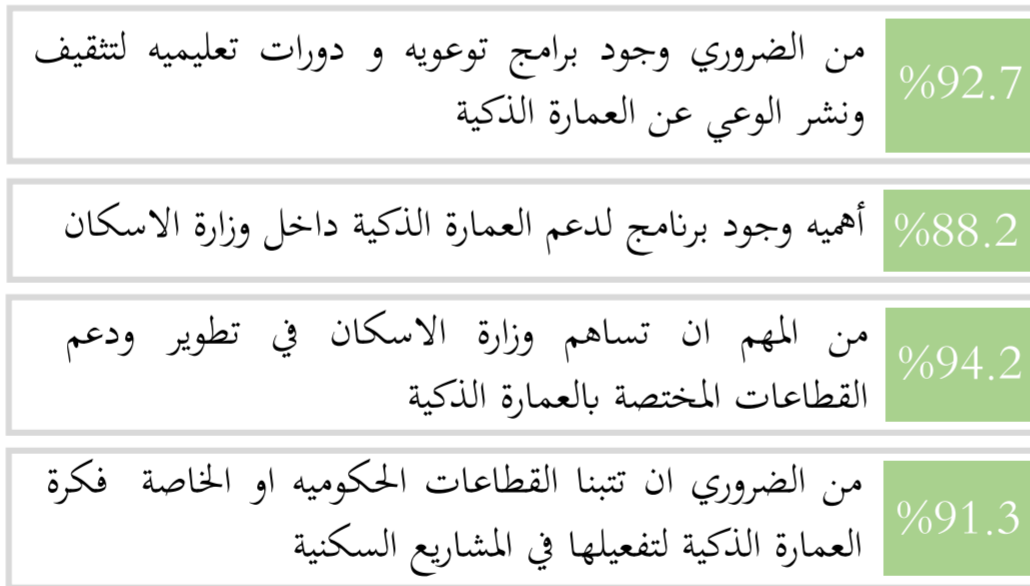 %92.7
من الضروري وجود برامج توعويه و دورات تعليميه لتثقيف
ونشر الوعي عن العمارة الذكية
%88.2
أهميه وجود برنامج لدعم العمارة الذكية داخل وزارة الاسكان
%94.2
من المهم ان تساهم وزارة الاسكان في تطوير ودعم
القطاعات المختصة بالعمارة الذكية
%91.3
من الضروري ان تتبنا القطاعات الحكوميه او الخاصة فكرة
العمارة الذكية لتفعيلها في المشاريع السكنية